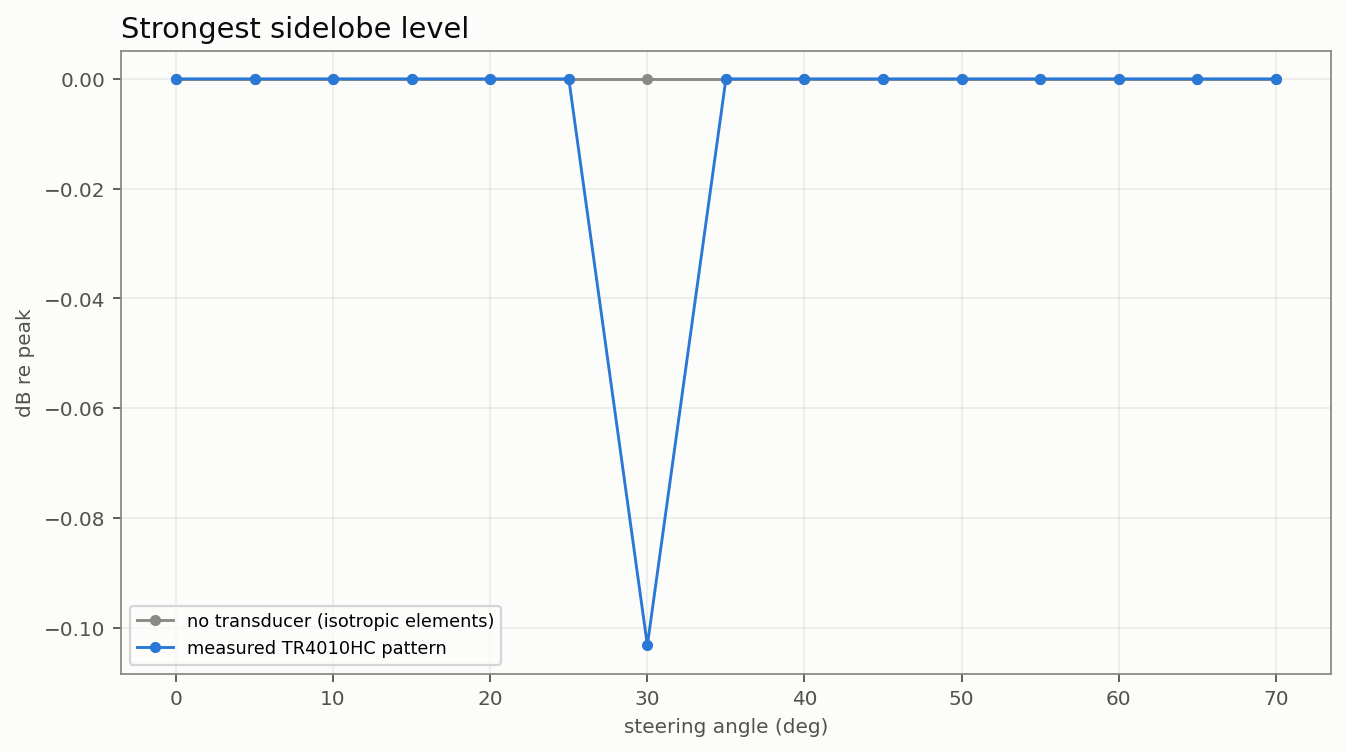 Strongest sidelobe level
dB re peak
0.00
−0.02
−0.04
−0.06
−0.08
−0.10
no transducer (isotropic elements)
measured TR4010HC pattern
0 10 20 30 40 50 60 70
steering angle (deg)